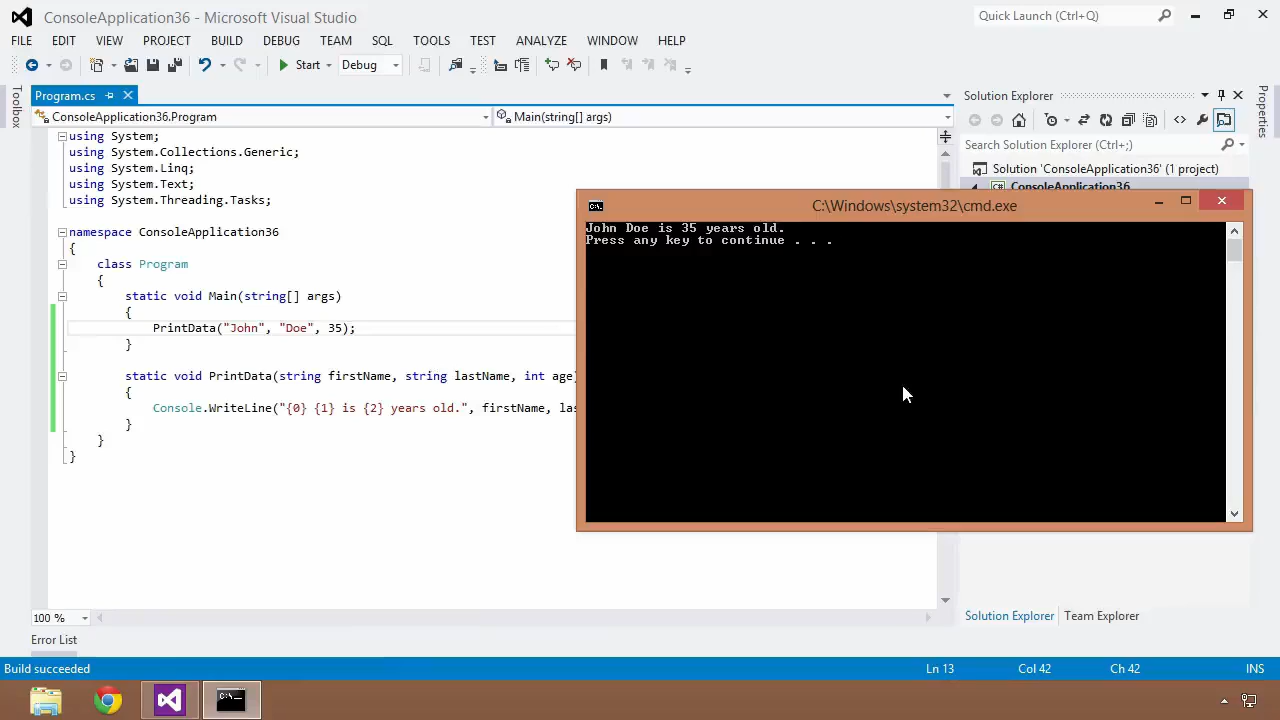 ConsoleApplication36 - Microsoft Visual Studio
Quick Launch (Ctrl+Q)
FILE EDIT VIEW PROJECT BUILD DEBUG TEAM SQL TOOLS TEST ANALYZE WINDOW HELP
Start Debug
Toolbox
Program.cs
Solution Explorer
Properties
ConsoleApplication36.Program
Main(string[] args)
Search Solution Explorer (Ctrl+;)
Solution 'ConsoleApplication36' (1 project)
C# ConsoleApplication36
using System;
using System.Collections.Generic;
using System.Linq;
using System.Text;
using System.Threading.Tasks;
namespace ConsoleApplication36
{
class Program
{
static void Main(string[] args)
{
PrintData("John", "Doe", 35);
}
static void PrintData(string firstName, string lastName, int age)
{
Console.WriteLine("{0} {1} is {2} years old.", firstName, las
}
}
}
C:\Windows\system32\cmd.exe
John Doe is 35 years old.
Press any key to continue . . .
100 %
Solution Explorer Team Explorer
Error List
Build succeeded
Ln 13 Col 42 Ch 42 INS